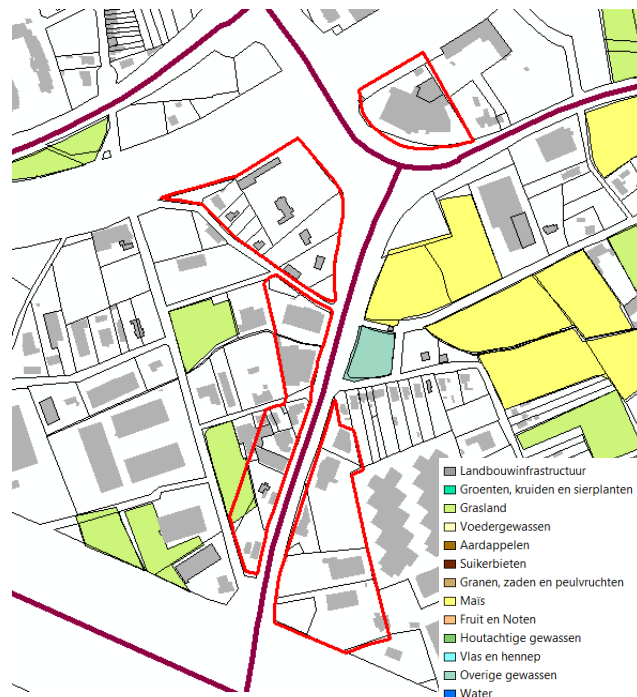 Landbouwinfrastructuur
Groenten, kruiden en sierplanten
Grasland
Voedergewassen
Aardappelen
Suikerbieten
Granen, zaden en peulvruchten
Maïs
Fruit en Noten
Houtachtige gewassen
Vlas en hennep
Overige gewassen
Water